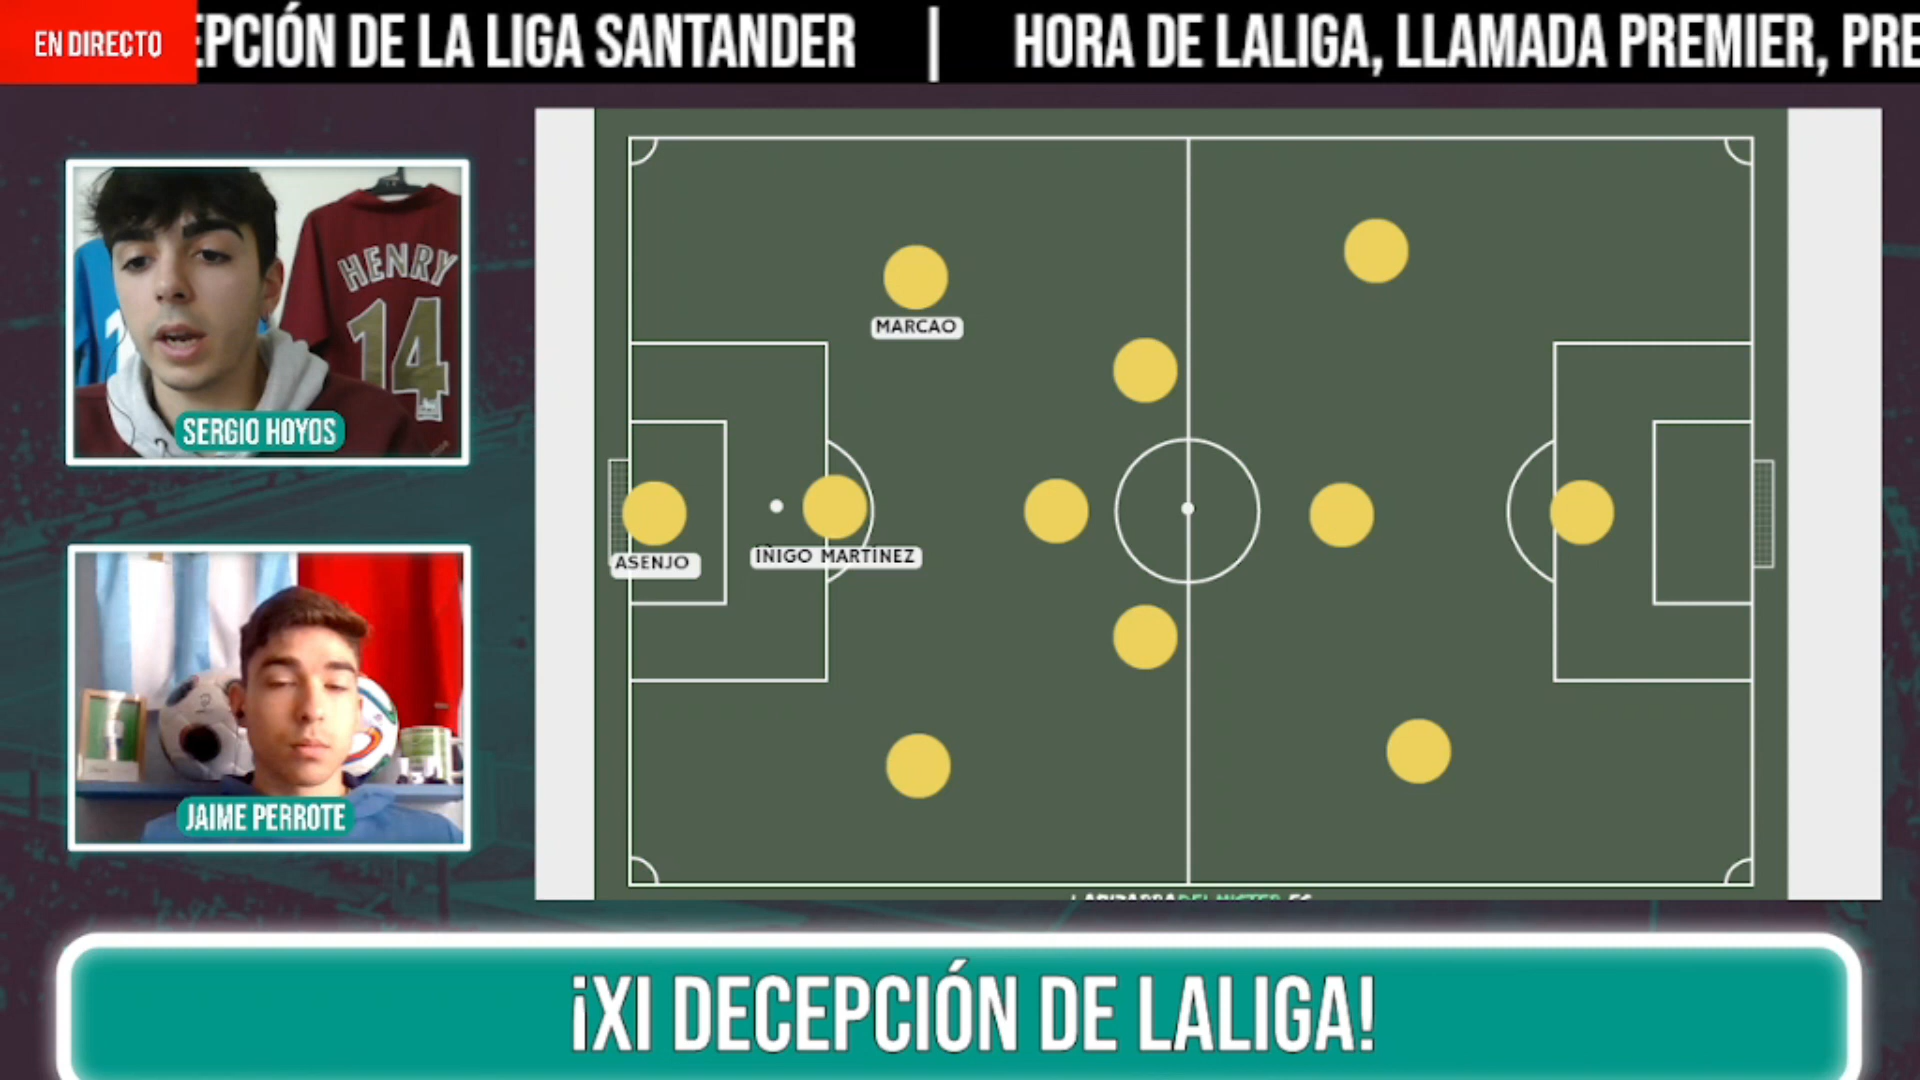 EN DIRECTO
EPCIÓN DE LA LIGA SANTANDER | HORA DE LALIGA, LLAMADA PREMIER, PRE
HENRY
14
SERGIO HOYOS
MARCAO
ASENJO
IÑIGO MARTÍNEZ
JAIME PERROTE
¡XI DECEPCIÓN DE LALIGA!